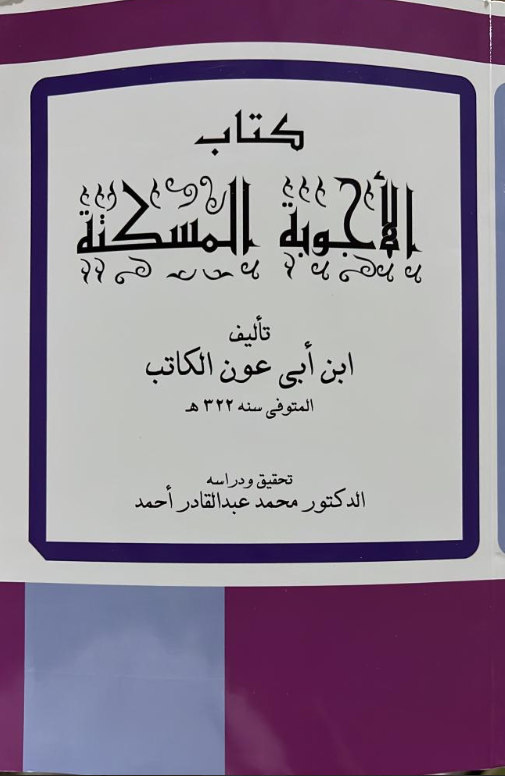 كتاب
الأجوبة المسكتة
تأليف
ابن أبى عون الكاتب
المتوفى سنه ٣٢٢ هـ
تحقيق ودراسه
الدكتور محمد عبدالقادر أحمد